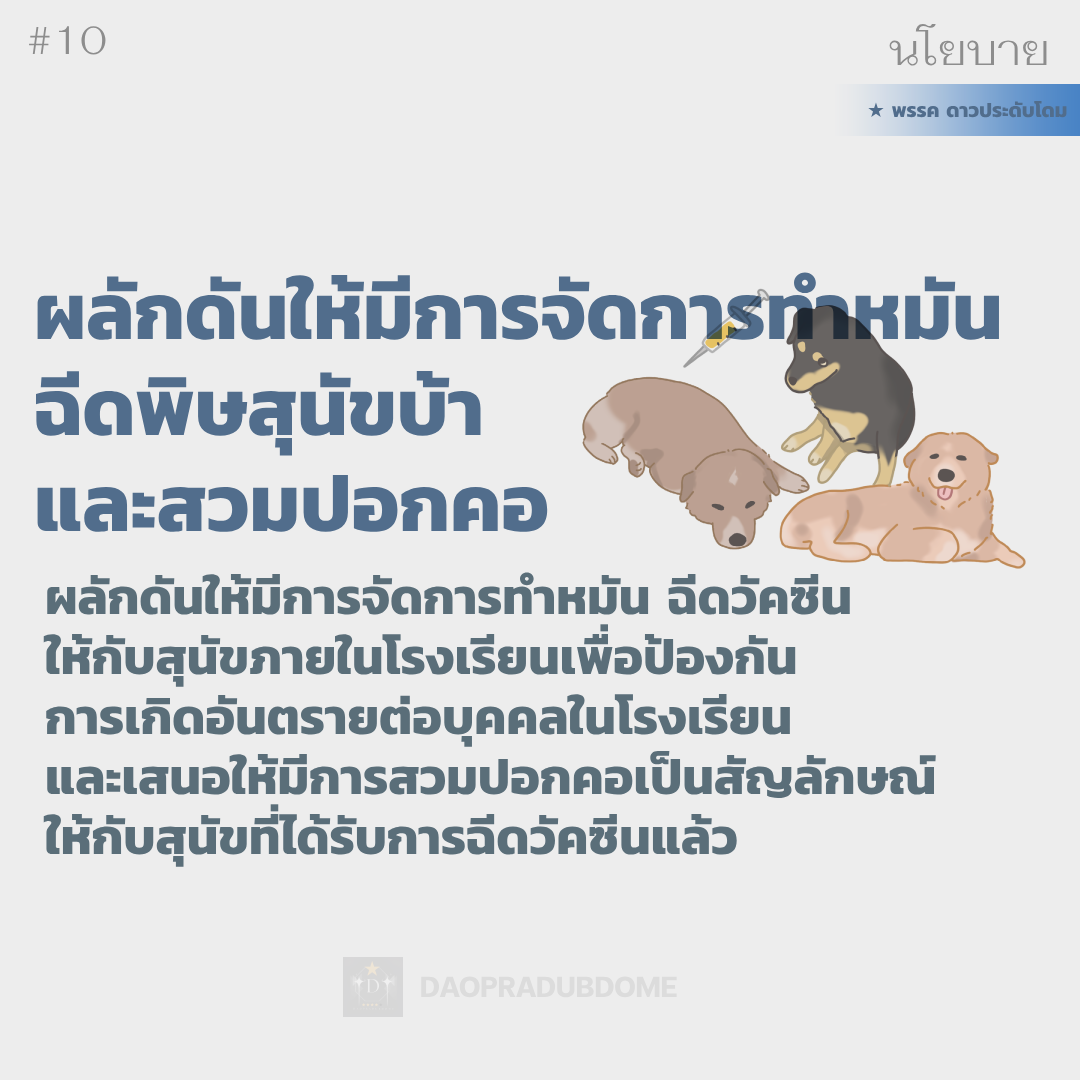 #10
นโยบาย
★ พรรค ดาวประดับโดม
ผลักดันให้มีการจัดการทำหมัน
ฉีดพิษสุนัขบ้า
และสวมปอกคอ
ผลักดันให้มีการจัดการทำหมัน ฉีดวัคซีน
ให้กับสุนัขภายในโรงเรียนเพื่อป้องกัน
การเกิดอันตรายต่อบุคคลในโรงเรียน
และเสนอให้มีการสวมปอกคอเป็นสัญลักษณ์
ให้กับสุนัขที่ได้รับการฉีดวัคซีนแล้ว
D
DAOPRADUBDOME